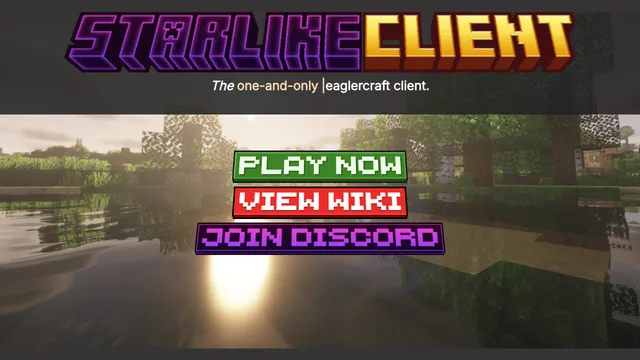 STARLIKE CLIENT
The one-and-only |eaglercraft client.
PLAY NOW
VIEW WIKI
JOIN DISCORD